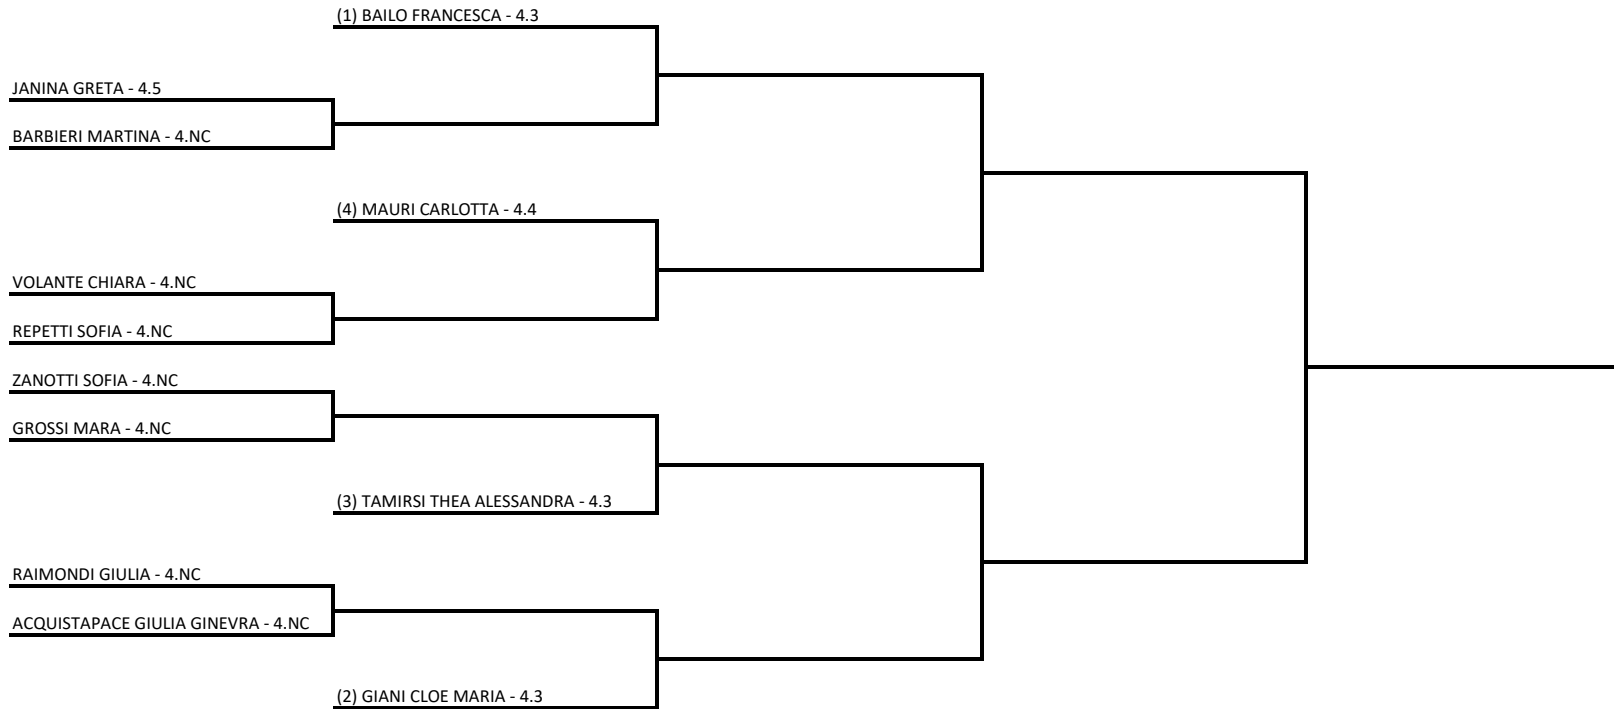 (1) BAILO FRANCESCA - 4.3
JANINA GRETA - 4.5
BARBIERI MARTINA - 4.NC
(4) MAURI CARLOTTA - 4.4
VOLANTE CHIARA - 4.NC
REPETTI SOFIA - 4.NC
ZANOTTI SOFIA - 4.NC
GROSSI MARA - 4.NC
(3) TAMIRSI THEA ALESSANDRA - 4.3
RAIMONDI GIULIA - 4.NC
ACQUISTAPACE GIULIA GINEVRA - 4.NC
(2) GIANI CLOE MARIA - 4.3